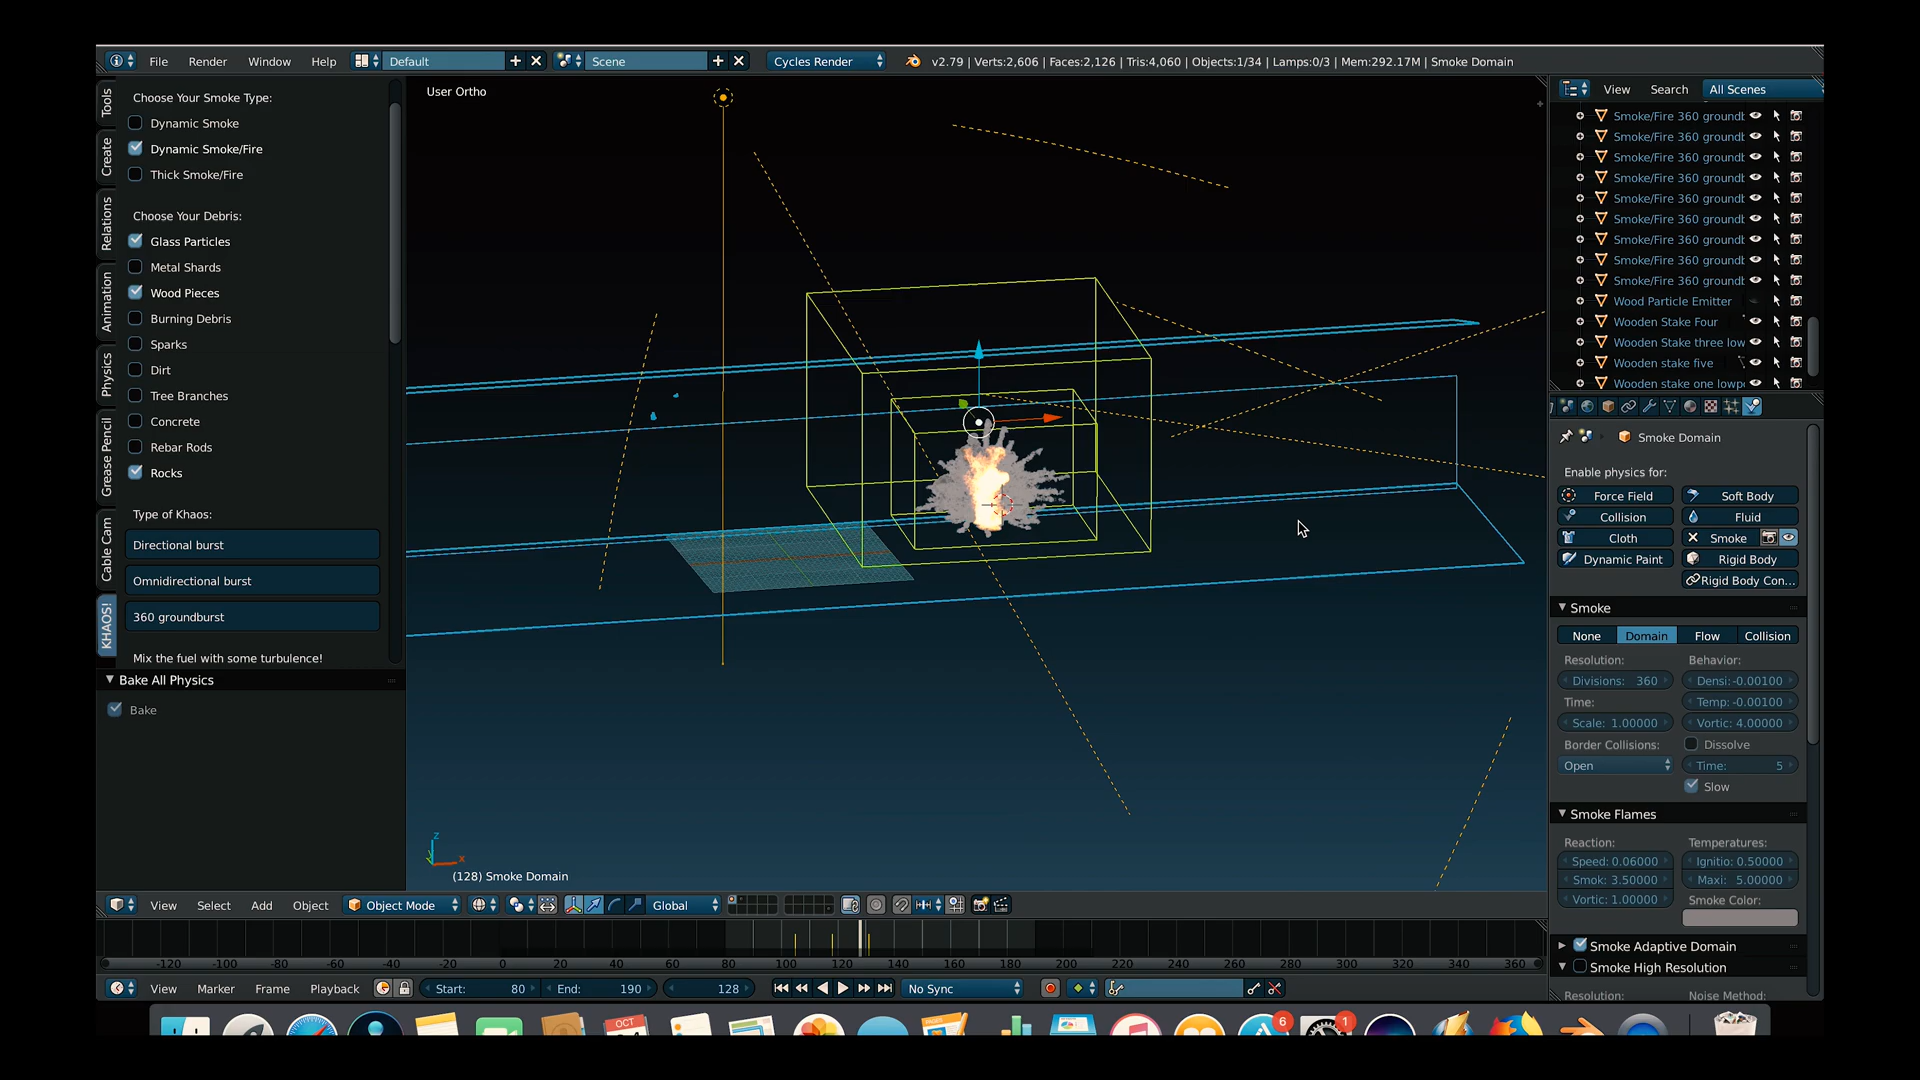 File Render Window Help Default Scene Cycles Render v2.79 | Verts:2,606 | Faces:2,126 | Tris:4,060 | Objects:1/34 | Lamps:0/3 | Mem:292.17M | Smoke Domain
Tools
Create
Relations
Animation
Physics
Grease Pencil
Cable Cam
KHAOS!
Choose Your Smoke Type:
Dynamic Smoke
Dynamic Smoke/Fire
Thick Smoke/Fire
Choose Your Debris:
Glass Particles
Metal Shards
Wood Pieces
Burning Debris
Sparks
Dirt
Tree Branches
Concrete
Rebar Rods
Rocks
Type of Khaos:
Directional burst
Omnidirectional burst
360 groundburst
Mix the fuel with some turbulence!
Bake All Physics
Bake
User Ortho
z
x
(128) Smoke Domain
View Search All Scenes
Smoke/Fire 360 groundb
Smoke/Fire 360 groundb
Smoke/Fire 360 groundb
Smoke/Fire 360 groundb
Smoke/Fire 360 groundb
Smoke/Fire 360 groundb
Smoke/Fire 360 groundb
Smoke/Fire 360 groundb
Smoke/Fire 360 groundb
Wood Particle Emitter
Wooden Stake Four
Wooden Stake three low
Wooden stake five
Wooden stake one lowpo
Smoke Domain
Enable physics for:
Force Field Soft Body
Collision Fluid
Cloth Smoke
Dynamic Paint Rigid Body
Rigid Body Con...
Smoke
None Domain Flow Collision
Resolution: Behavior:
Divisions: 360 Densi:-0.00100
Time: Temp:-0.00100
Scale: 1.00000 Vortic: 4.00000
Border Collisions: Dissolve
Open Time: 5
Slow
Smoke Flames
Reaction: Temperatures:
Speed: 0.06000 Ignitio: 0.50000
Smok: 3.50000 Maxi: 5.00000
Vortic: 1.00000 Smoke Color:
Smoke Adaptive Domain
Smoke High Resolution
Resolution: Noise Method:
View Select Add Object Object Mode Global
-120 -100 -80 -60 -40 -20 0 20 40 60 80 100 120 140 160 180 200 220 240 260 280 300 320 340 360
View Marker Frame Playback Start: 80 End: 190 128 No Sync
OCT 6 1